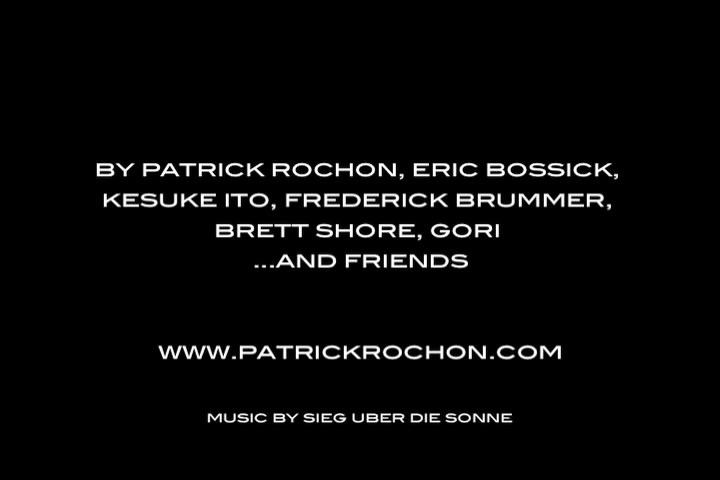 BY PATRICK ROCHON, ERIC BOSSICK,
KESUKE ITO, FREDERICK BRUMMER,
BRETT SHORE, GORI
...AND FRIENDS
WWW.PATRICKROCHON.COM
MUSIC BY SIEG UBER DIE SONNE